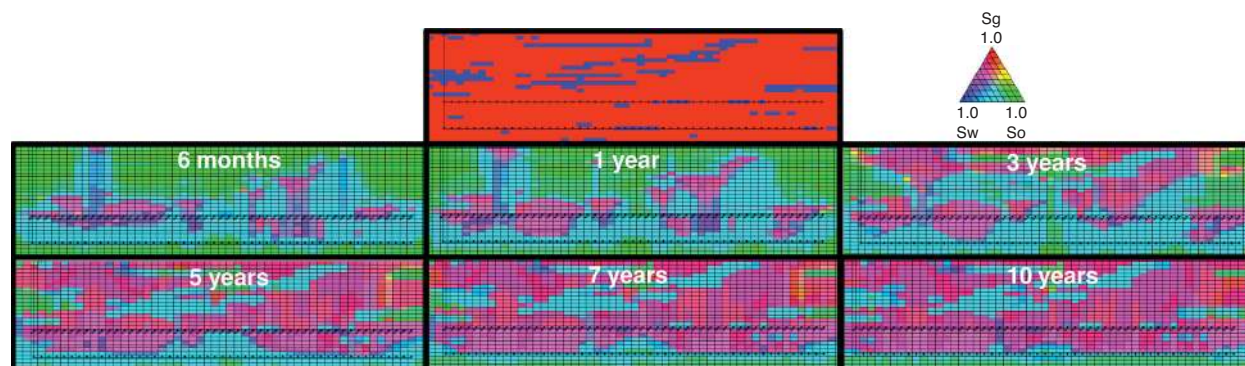 Sg
1.0
1.0 1.0
Sw So
6 months
1 year
3 years
5 years
7 years
10 years